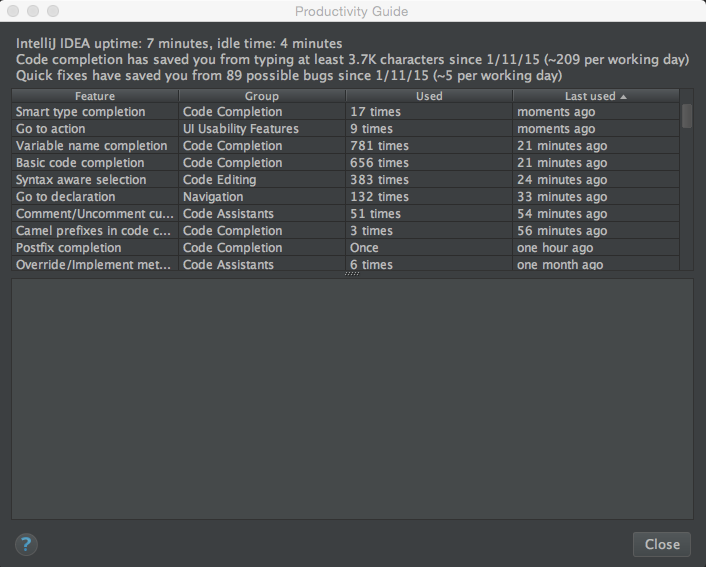 Productivity Guide
IntelliJ IDEA uptime: 7 minutes, idle time: 4 minutes
Code completion has saved you from typing at least 3.7K characters since 1/11/15 (~209 per working day)
Quick fixes have saved you from 89 possible bugs since 1/11/15 (~5 per working day)
Feature Group Used Last used
Smart type completion Code Completion 17 times moments ago
Go to action UI Usability Features 9 times moments ago
Variable name completion Code Completion 781 times 21 minutes ago
Basic code completion Code Completion 656 times 21 minutes ago
Syntax aware selection Code Editing 383 times 24 minutes ago
Go to declaration Navigation 132 times 33 minutes ago
Comment/Uncomment cu... Code Assistants 51 times 54 minutes ago
Camel prefixes in code c... Code Completion 3 times 56 minutes ago
Postfix completion Code Completion Once one hour ago
Override/Implement met... Code Assistants 6 times one month ago
?
Close